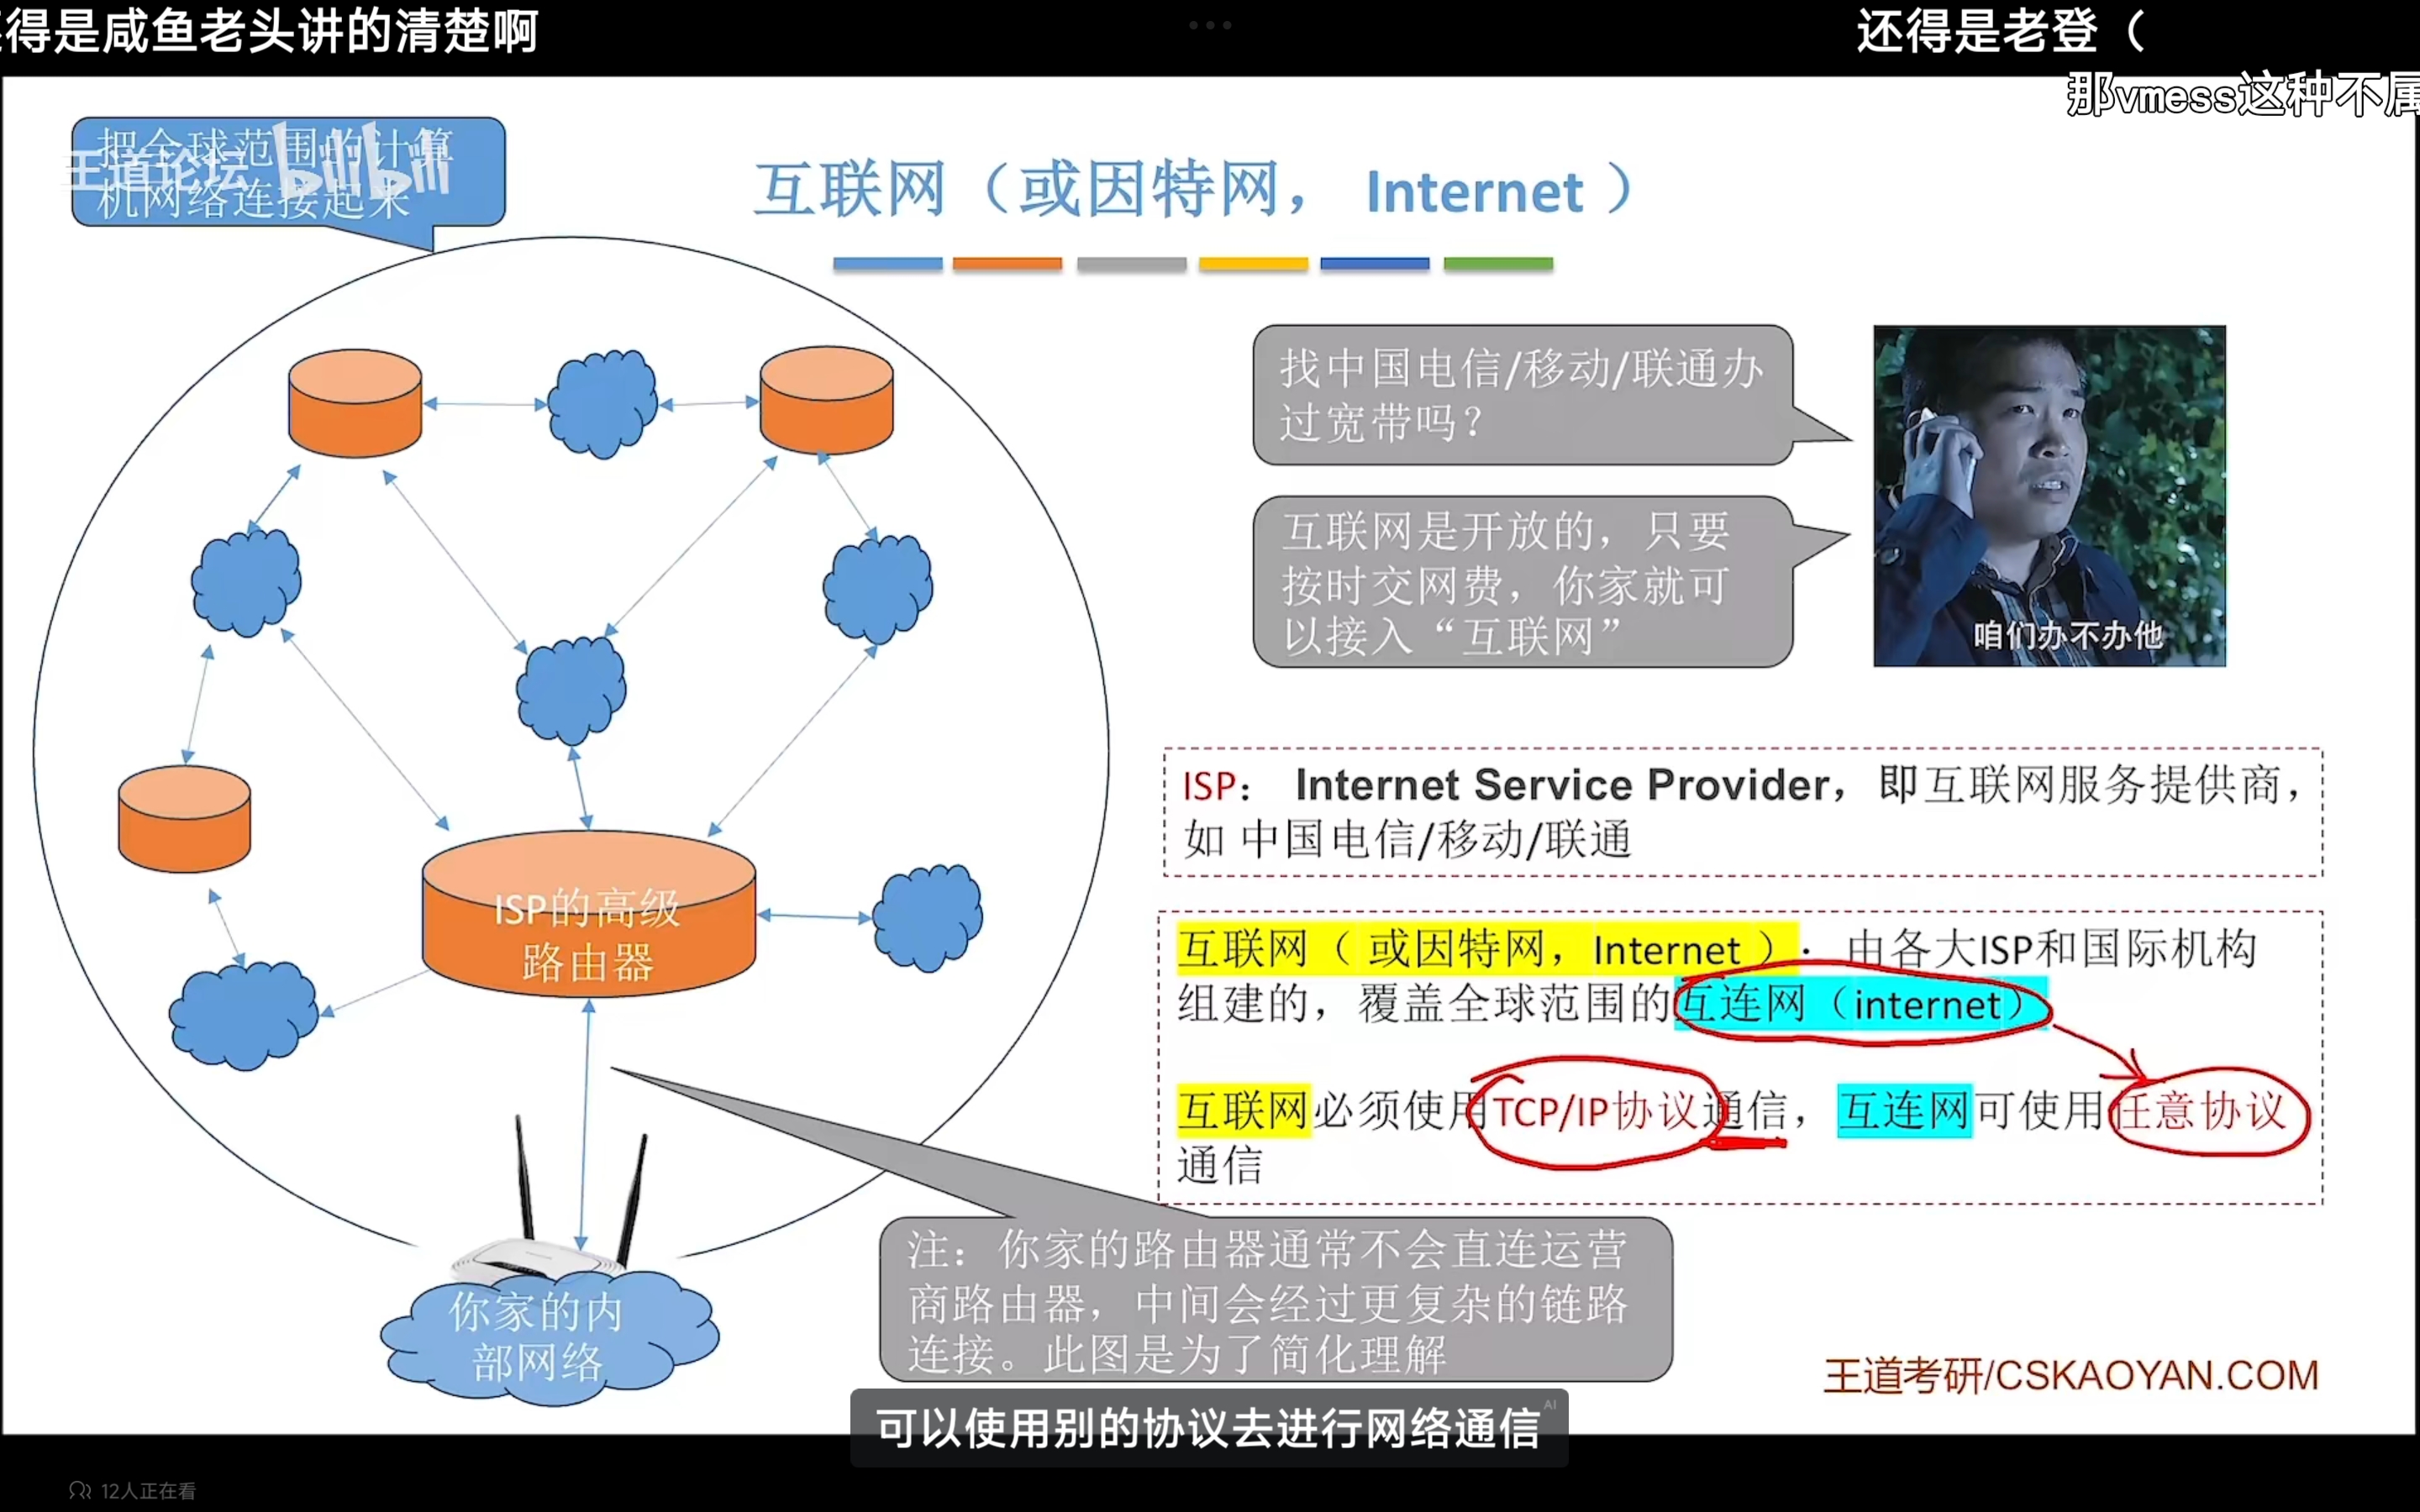 得是咸鱼老头讲的清楚啊
还得是老登（
那vmess这种不属
把全球范围的计算
机网络连接起来
王道论坛 bilibili
互联网（或因特网， Internet ）
找中国电信/移动/联通办
过宽带吗？
互联网是开放的，只要
按时交网费，你家就可
以接入“互联网”
咱们办不办他
ISP： Internet Service Provider，即互联网服务提供商，
如 中国电信/移动/联通
互联网（ 或因特网，Internet ）：由各大ISP和国际机构
组建的，覆盖全球范围的互连网（internet）
互联网必须使用TCP/IP协议通信，互连网可使用任意协议
通信
ISP的高级
路由器
你家的内
部网络
注：你家的路由器通常不会直连运营
商路由器，中间会经过更复杂的链路
连接。此图是为了简化理解
王道考研/CSKAOYAN.COM
可以使用别的协议去进行网络通信
AI
12人正在看